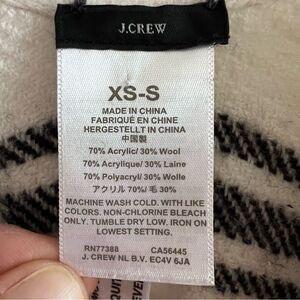 J.CREW
XS-S
MADE IN CHINA
FABRIQUÉ EN CHINE
HERGESTELLT IN CHINA
中国製
70% Acrylic/ 30% Wool
70% Acrylique/ 30% Laine
70% Polyacryl/ 30% Wolle
アクリル 70%/ 毛 30%
MACHINE WASH COLD. WITH LIKE
COLORS. NON-CHLORINE BLEACH
ONLY. TUMBLE DRY LOW. IRON ON
LOWEST SETTING.
RN77388 CA56445
J. CREW NL B.V. EC4V 6JA